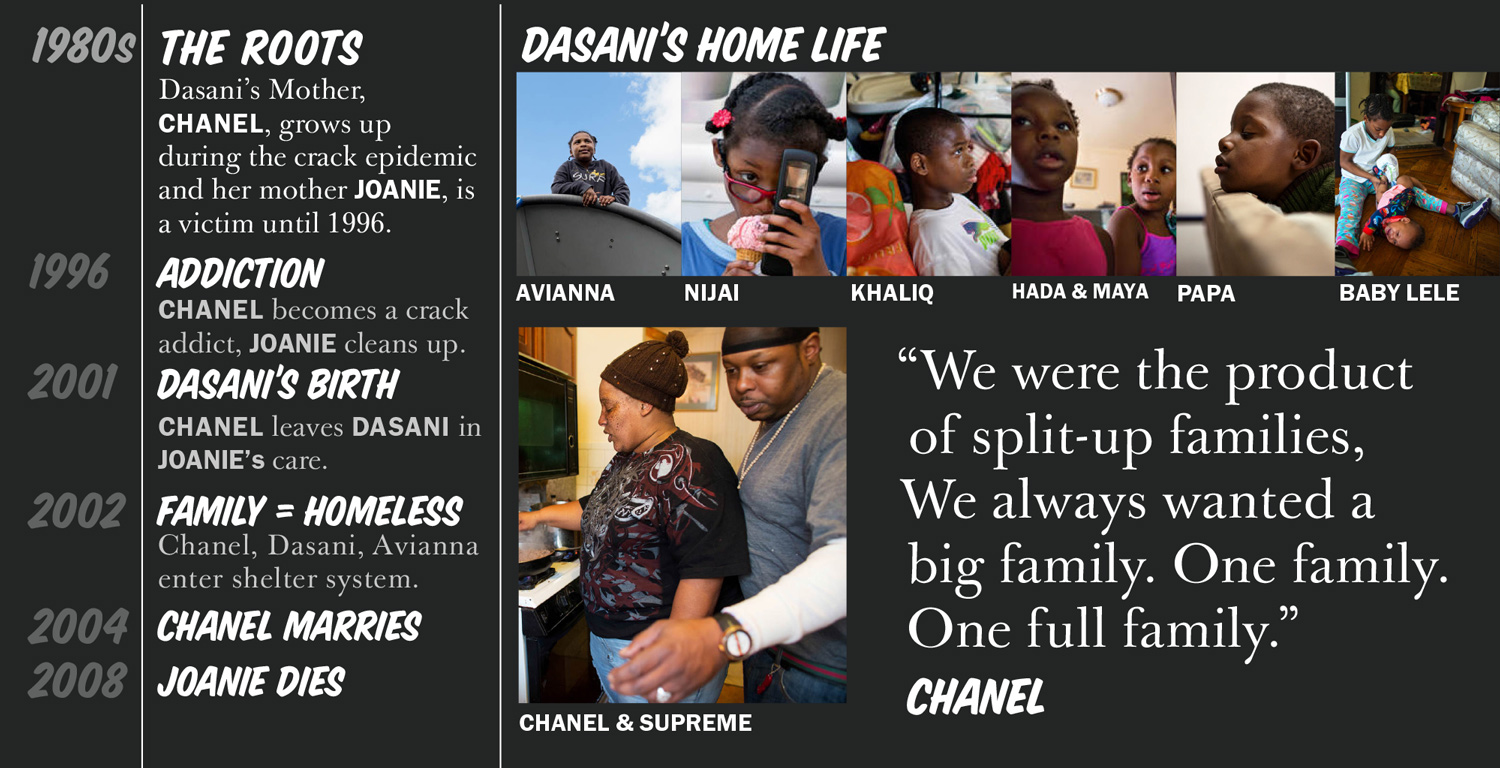 1980s
THE ROOTS
Dasani's Mother,
CHANEL, grows up
during the crack epidemic
and her mother JOANIE, is
a victim until 1996.
1996
ADDICTION
CHANEL becomes a crack
addict, JOANIE cleans up.
2001
DASANI'S BIRTH
CHANEL leaves DASANI in
JOANIE's care.
2002
FAMILY = HOMELESS
Chanel, Dasani, Avianna
enter shelter system.
2004
CHANEL MARRIES
2008
JOANIE DIES
DASANI'S HOME LIFE
AVIANNA
NIJAI
KHALIQ
HADA & MAYA
PAPA
BABY LELE
CHANEL & SUPREME
“We were the product
of split-up families,
We always wanted a
big family. One family.
One full family.”
CHANEL